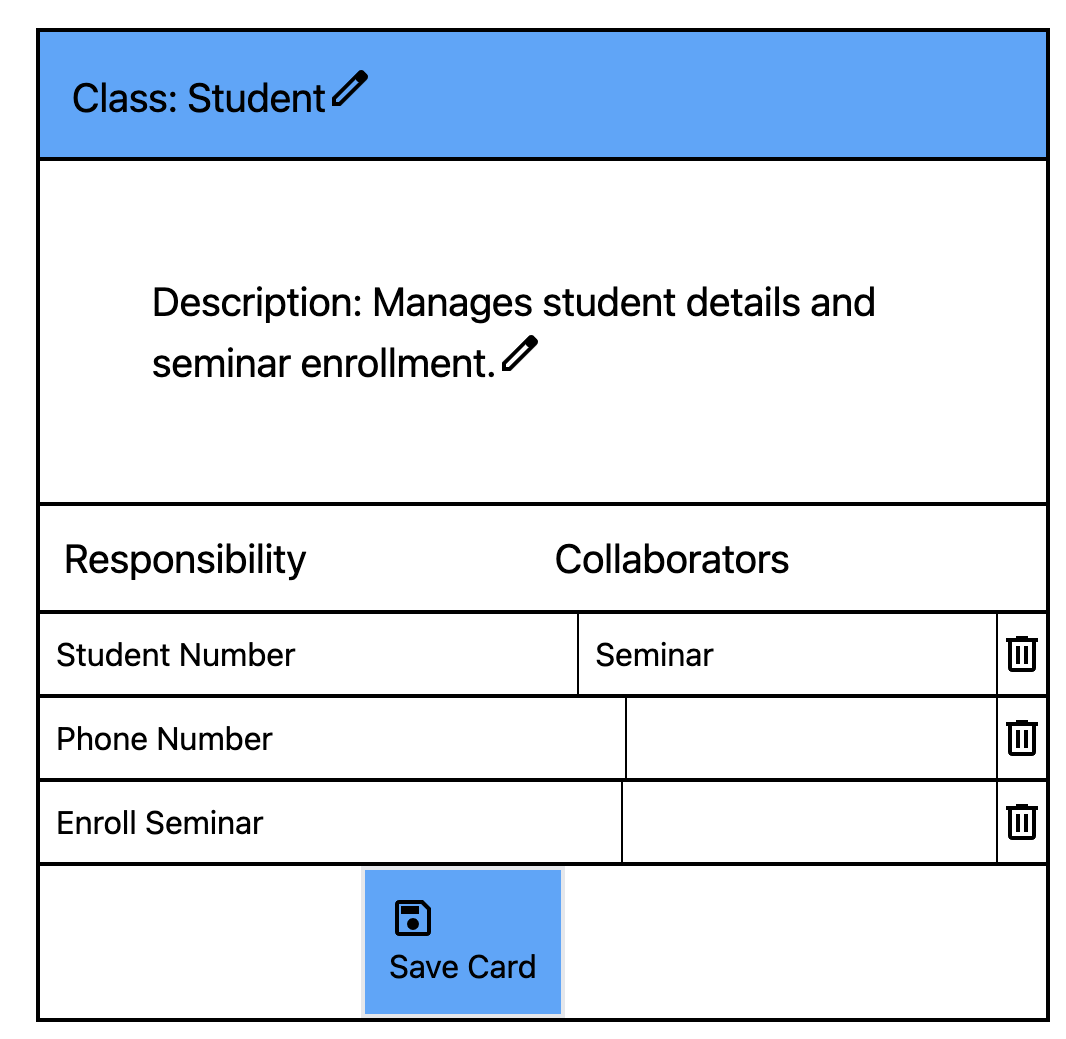 Class: Student
Description: Manages student details and
seminar enrollment.
Responsibility Collaborators
Student Number Seminar
Phone Number
Enroll Seminar
Save Card